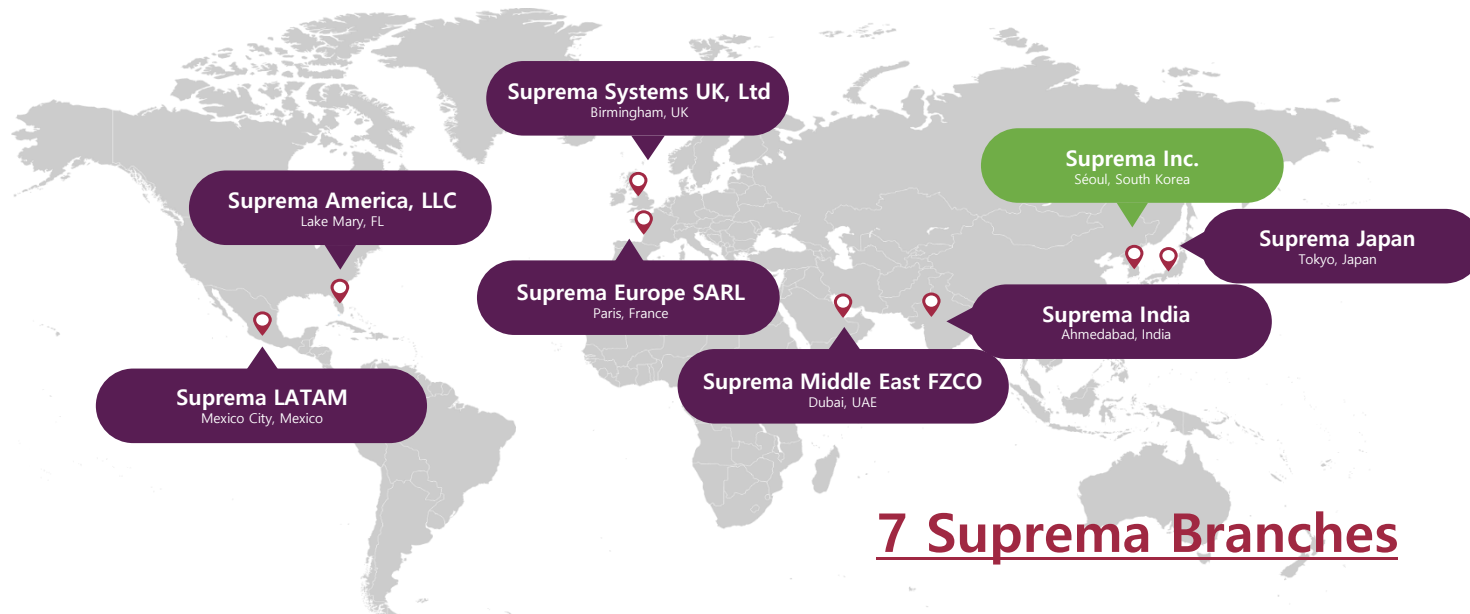 Suprema Systems UK, Ltd
Birmingham, UK
Suprema Inc.
Séoul, South Korea
Suprema America, LLC
Lake Mary, FL
Suprema Japan
Tokyo, Japan
Suprema Europe SARL
Paris, France
Suprema India
Ahmedabad, India
Suprema Middle East FZCO
Dubai, UAE
Suprema LATAM
Mexico City, Mexico
7 Suprema Branches